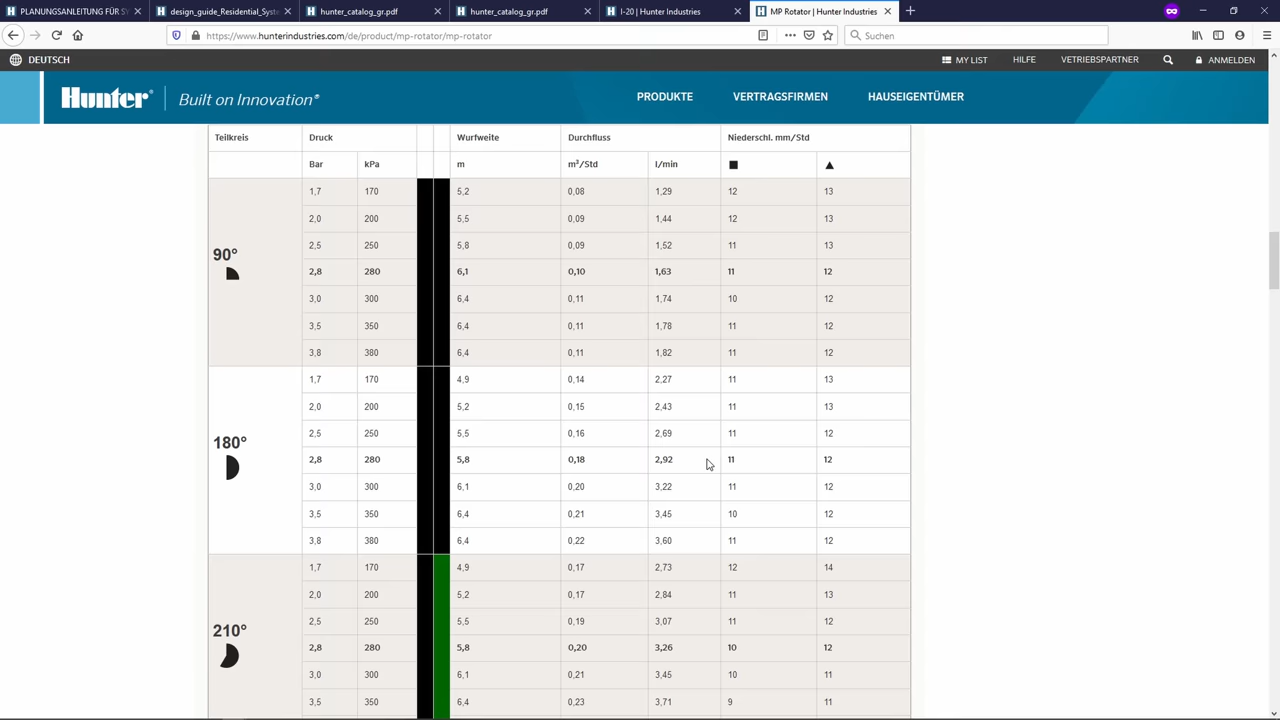 PLANUNGSANLEITUNG FÜR SY
design_guide_Residential_Syste
hunter_catalog_gr.pdf
hunter_catalog_gr.pdf
I-20 | Hunter Industries
MP Rotator | Hunter Industries
https://www.hunterindustries.com/de/product/mp-rotator/mp-rotator
Suchen
DEUTSCH
MY LIST
HILFE
VETRIEBSPARTNER
ANMELDEN
Hunter® Built on Innovation®
PRODUKTE
VERTRAGSFIRMEN
HAUSEIGENTÜMER
Teilkreis Druck Wurfweite Durchfluss Niederschl. mm/Std
Bar kPa m m³/Std l/min ■ ▲
90°
1,7 170 5,2 0,08 1,29 12 13
2,0 200 5,5 0,09 1,44 12 13
2,5 250 5,8 0,09 1,52 11 13
2,8 280 6,1 0,10 1,63 11 12
3,0 300 6,4 0,11 1,74 10 12
3,5 350 6,4 0,11 1,78 11 12
3,8 380 6,4 0,11 1,82 11 12
180°
1,7 170 4,9 0,14 2,27 11 13
2,0 200 5,2 0,15 2,43 11 13
2,5 250 5,5 0,16 2,69 11 12
2,8 280 5,8 0,18 2,92 11 12
3,0 300 6,1 0,20 3,22 11 12
3,5 350 6,4 0,21 3,45 10 12
3,8 380 6,4 0,22 3,60 11 12
210°
1,7 170 4,9 0,17 2,73 12 14
2,0 200 5,2 0,17 2,84 11 13
2,5 250 5,5 0,19 3,07 11 12
2,8 280 5,8 0,20 3,26 10 12
3,0 300 6,1 0,21 3,45 10 11
3,5 350 6,4 0,23 3,71 9 11